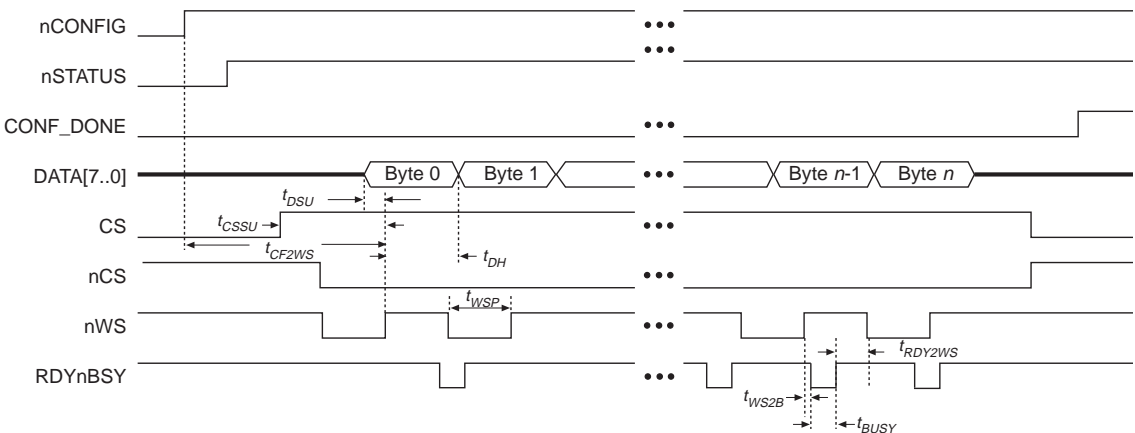 nCONFIG
nSTATUS
CONF_DONE
DATA[7..0]
Byte 0
Byte 1
Byte n-1
Byte n
tDSU
CS
tCSSU
tCF2WS
tDH
nCS
tWSP
nWS
tRDY2WS
RDYnBSY
tWS2B
tBUSY